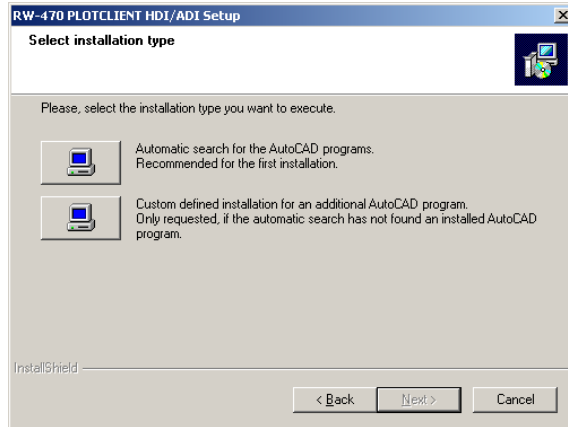 RW-470 PLOTCLIENT HDI/ADI Setup
Select installation type
Please, select the installation type you want to execute.
Automatic search for the AutoCAD programs.
Recommended for the first installation.
Custom defined installation for an additional AutoCAD program.
Only requested, if the automatic search has not found an installed AutoCAD
program.
InstallShield
< Back
Next >
Cancel